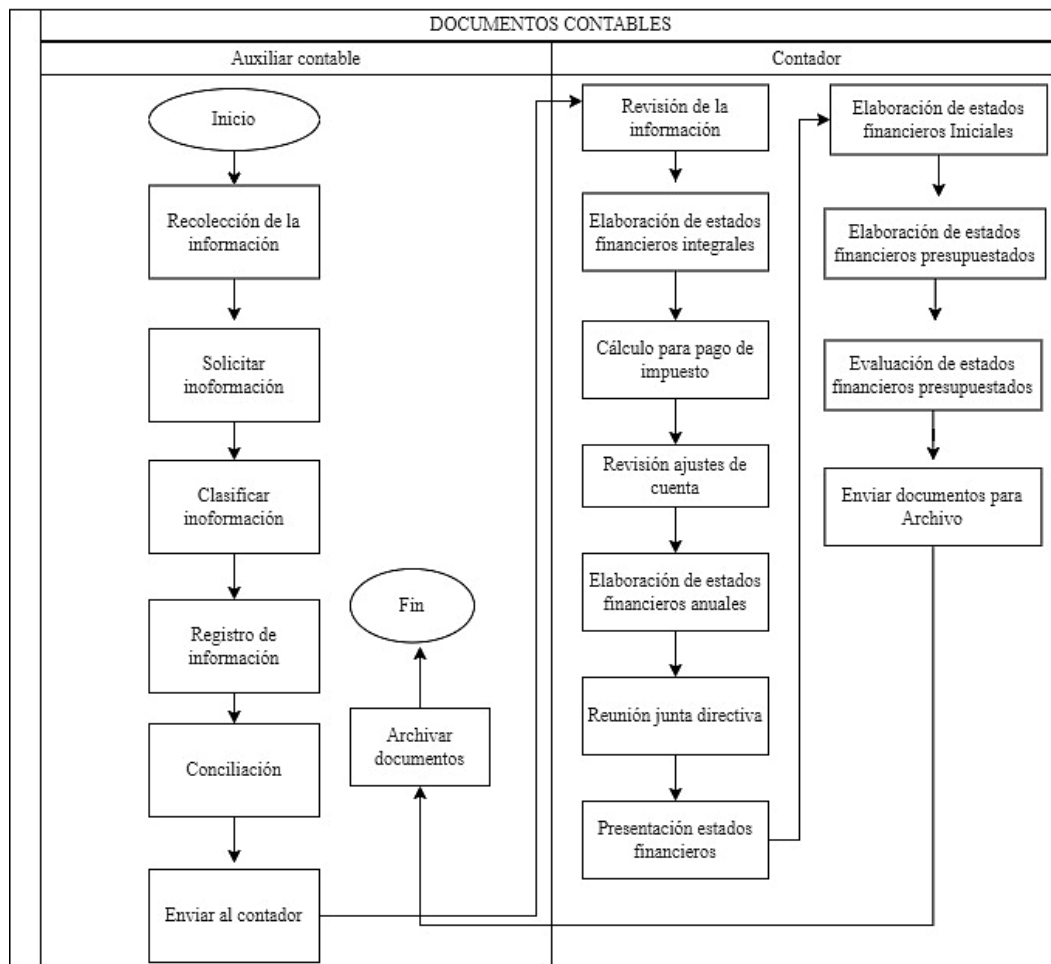 DOCUMENTOS CONTABLES
Auxiliar contable
Contador
Inicio
Recolección de la
información
Solicitar
inoformación
Clasificar
inoformación
Registro de
información
Conciliación
Enviar al contador
Fin
Archivar
documentos
Revisión de la
información
Elaboración de estados
financieros integrales
Cálculo para pago de
impuesto
Revisión ajustes de
cuenta
Elaboración de estados
financieros anuales
Reunión junta directiva
Presentación estados
financieros
Elaboración de estados
financieros Iniciales
Elaboración de estados
financieros presupuestados
Evaluación de estados
financieros presupuestados
Enviar documentos para
Archivo